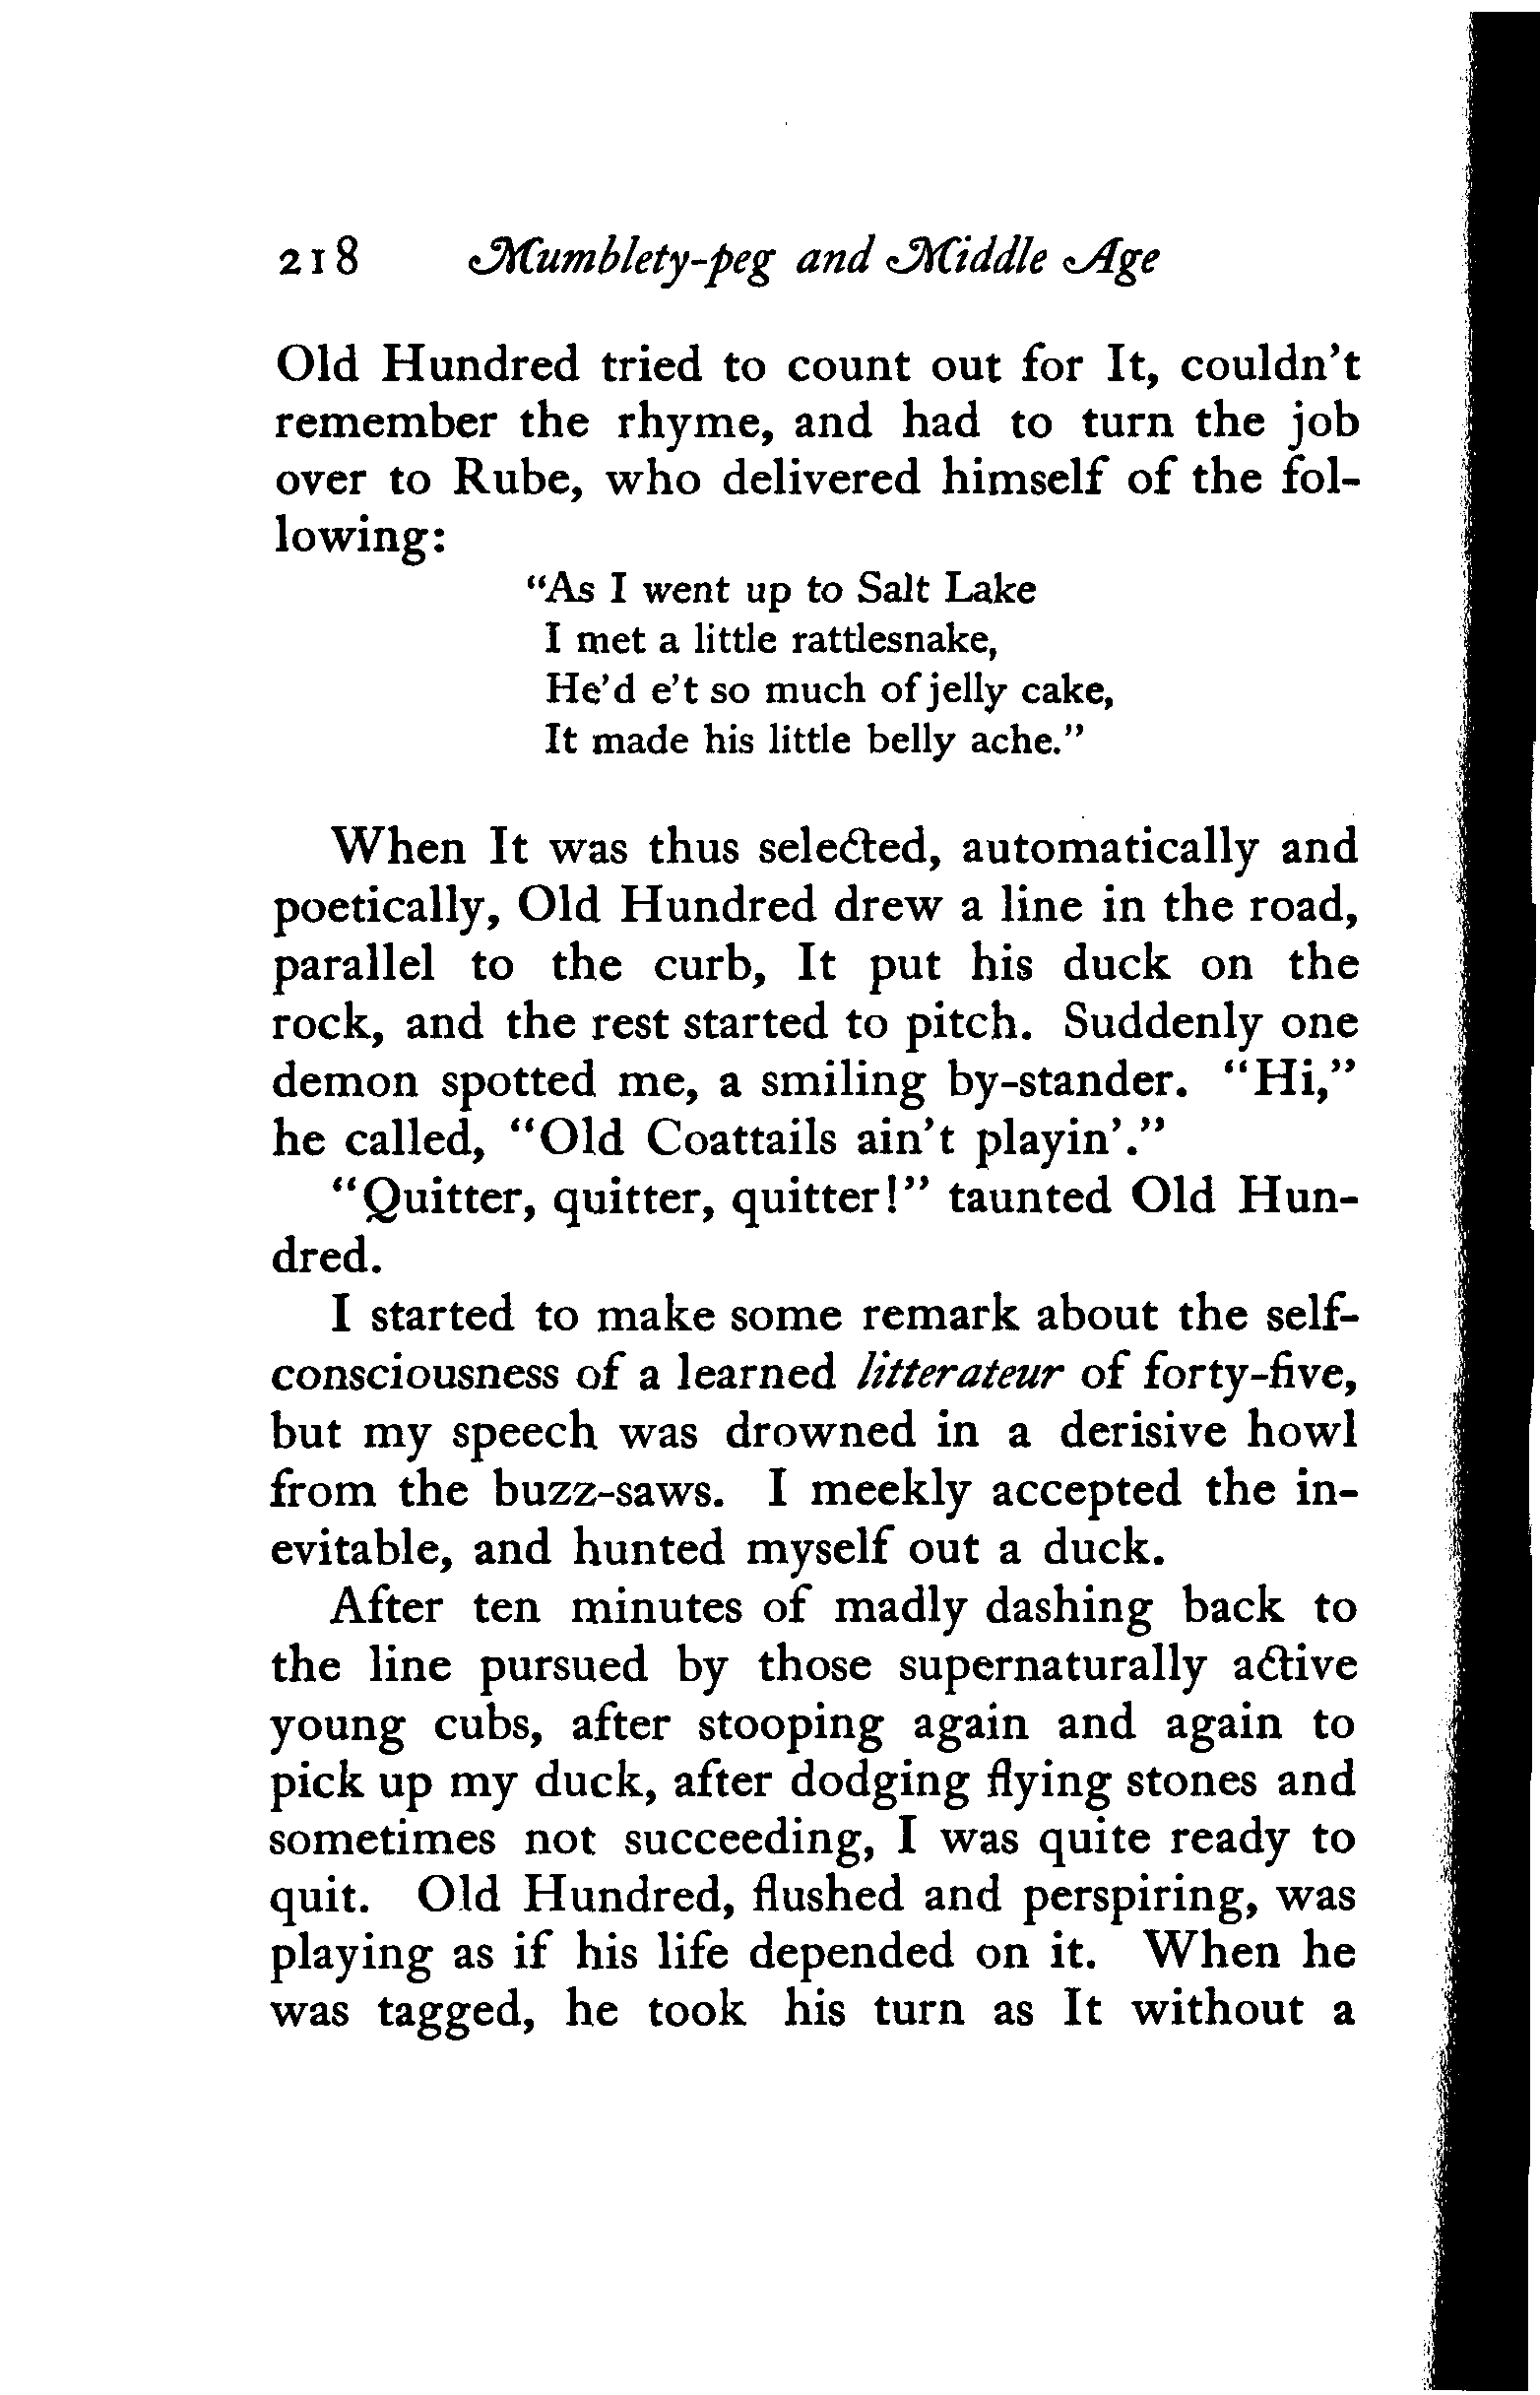 218 Mumblety-peg and Middle Age
Old Hundred tried to count out for It, couldn't
remember the rhyme, and had to turn the job
over to Rube, who delivered himself of the fol-
lowing:
"As I went up to Salt Lake
I met a little rattlesnake,
He'd e't so much of jelly cake,
It made his little belly ache."
When It was thus selected, automatically and
poetically, Old Hundred drew a line in the road,
parallel to the curb, It put his duck on the
rock, and the rest started to pitch. Suddenly one
demon spotted me, a smiling by-stander. "Hi,"
he called, "Old Coattails ain't playin'."
"Quitter, quitter, quitter!" taunted Old Hun-
dred.
I started to make some remark about the self-
consciousness of a learned litterateur of forty-five,
but my speech was drowned in a derisive howl
from the buzz-saws. I meekly accepted the in-
evitable, and hunted myself out a duck.
After ten minutes of madly dashing back to
the line pursued by those supernaturally active
young cubs, after stooping again and again to
pick up my duck, after dodging flying stones and
sometimes not succeeding, I was quite ready to
quit. Old Hundred, flushed and perspiring, was
playing as if his life depended on it. When he
was tagged, he took his turn as It without a